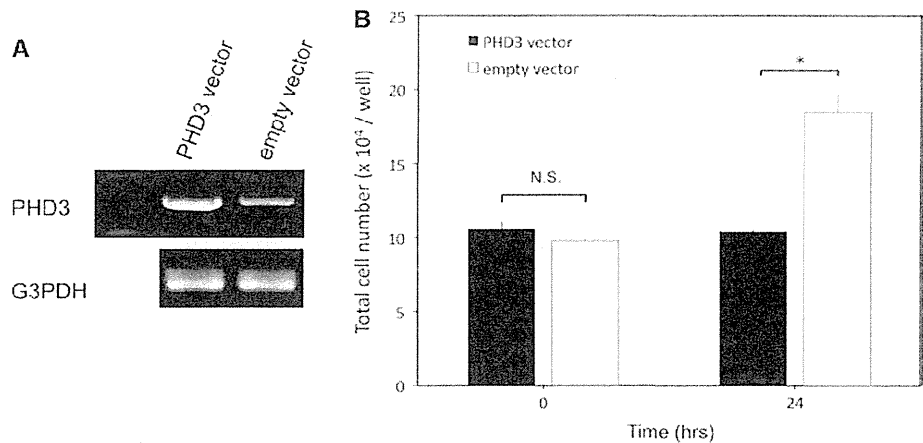 A
PHD3 vector
empty vector
PHD3
G3PDH
B
Total cell number (x 10⁴ / well)
25
20
15
10
5
0
PHD3 vector
empty vector
N.S.
*
0
24
Time (hrs)